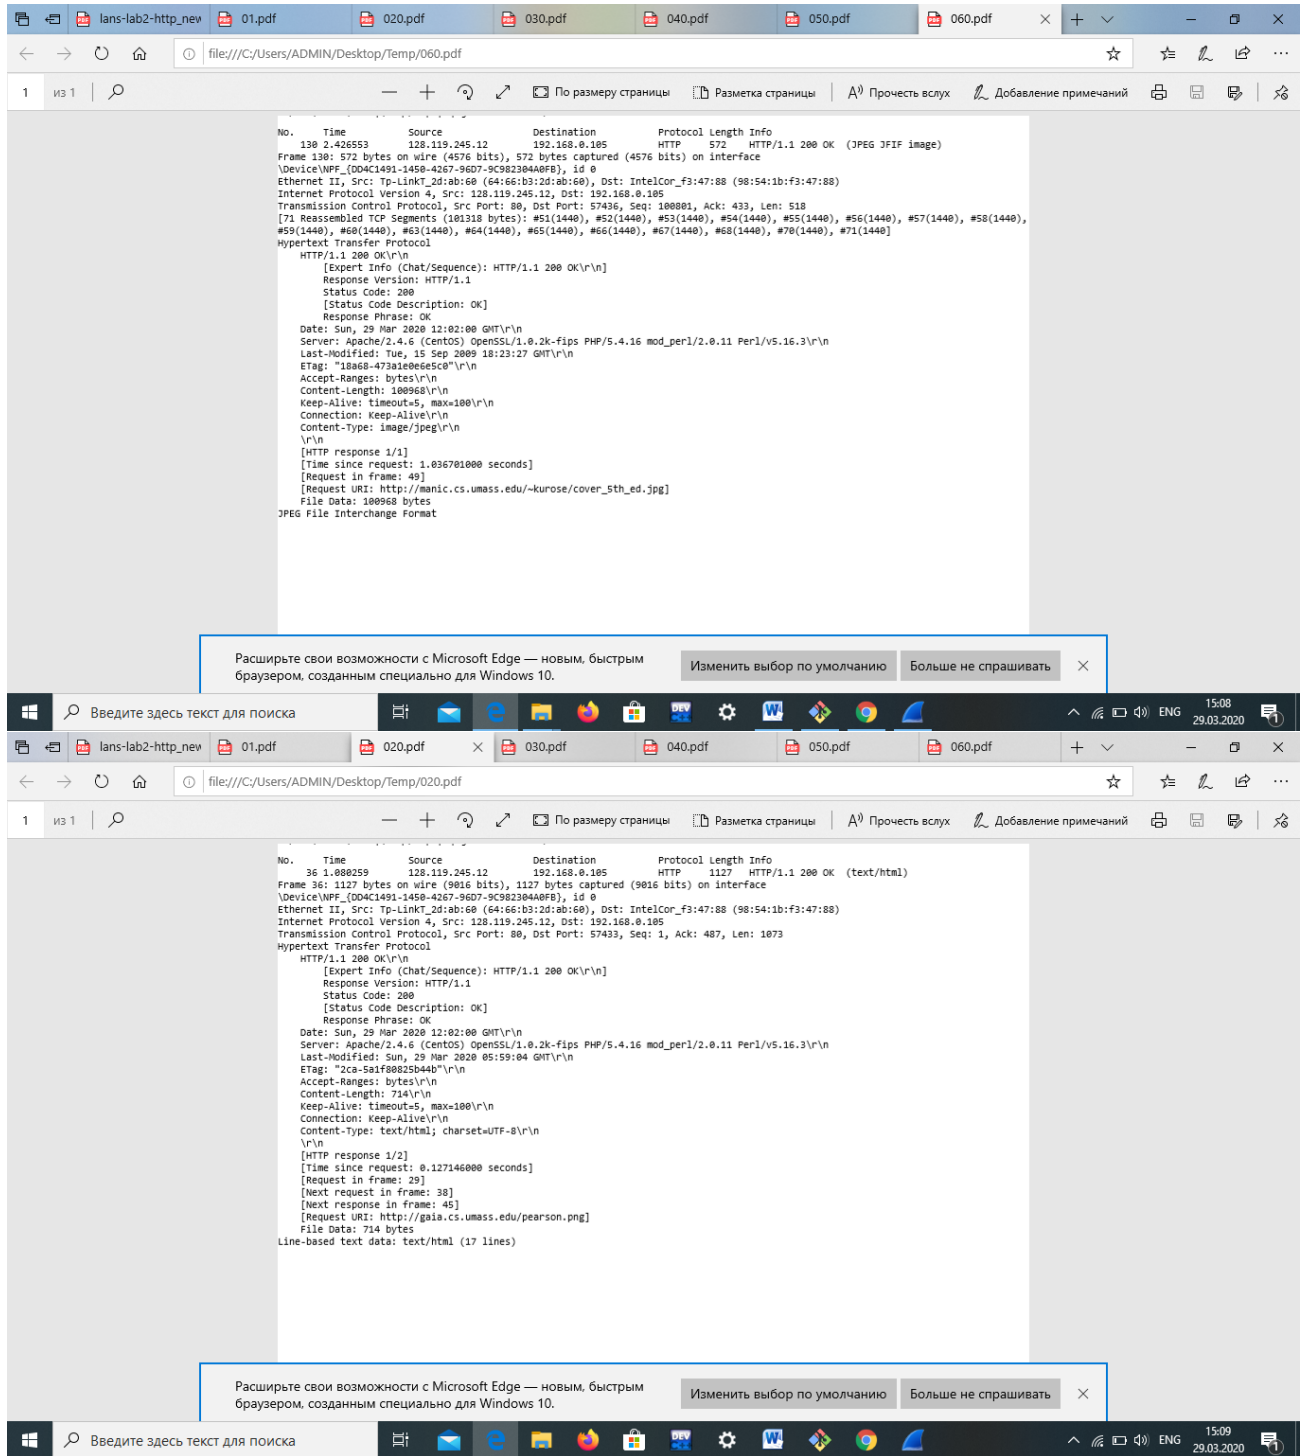 lans-lab2-http_new 01.pdf 020.pdf 030.pdf 040.pdf 050.pdf 060.pdf
file:///C:/Users/ADMIN/Desktop/Temp/060.pdf
1 из 1 По размеру страницы Разметка страницы Прочесть вслух Добавление примечаний
No. Time Source Destination Protocol Length Info
130 2.426553 128.119.245.12 192.168.0.105 HTTP 572 HTTP/1.1 200 OK (JPEG JFIF image)
Frame 130: 572 bytes on wire (4576 bits), 572 bytes captured (4576 bits) on interface
\Device\NPF_{DD4C1491-1450-4267-96D7-9C982304A0FB}, id 0
Ethernet II, Src: Tp-LinkT_2d:ab:60 (64:66:b3:2d:ab:60), Dst: IntelCor_f3:47:88 (98:54:1b:f3:47:88)
Internet Protocol Version 4, Src: 128.119.245.12, Dst: 192.168.0.105
Transmission Control Protocol, Src Port: 80, Dst Port: 57436, Seq: 100801, Ack: 433, Len: 518
[71 Reassembled TCP Segments (101318 bytes): #51(1440), #52(1440), #53(1440), #54(1440), #55(1440), #56(1440), #57(1440), #58(1440),
#59(1440), #60(1440), #63(1440), #64(1440), #65(1440), #66(1440), #67(1440), #68(1440), #70(1440), #71(1440]
Hypertext Transfer Protocol
HTTP/1.1 200 OK\r\n
[Expert Info (Chat/Sequence): HTTP/1.1 200 OK\r\n]
Response Version: HTTP/1.1
Status Code: 200
[Status Code Description: OK]
Response Phrase: OK
Date: Sun, 29 Mar 2020 12:02:00 GMT\r\n
Server: Apache/2.4.6 (CentOS) OpenSSL/1.0.2k-fips PHP/5.4.16 mod_perl/2.0.11 Perl/v5.16.3\r\n
Last-Modified: Tue, 15 Sep 2009 18:23:27 GMT\r\n
ETag: "18a68-473a1e0e6e5c0"\r\n
Accept-Ranges: bytes\r\n
Content-Length: 100968\r\n
Keep-Alive: timeout=5, max=100\r\n
Connection: Keep-Alive\r\n
Content-Type: image/jpeg\r\n
\r\n
[HTTP response 1/1]
[Time since request: 1.036701000 seconds]
[Request in frame: 49]
[Request URI: http://manic.cs.umass.edu/~kurose/cover_5th_ed.jpg]
File Data: 100968 bytes
JPEG File Interchange Format
Расширьте свои возможности с Microsoft Edge — новым, быстрым
браузером, созданным специально для Windows 10.
Изменить выбор по умолчанию Больше не спрашивать
Введите здесь текст для поиска ENG 15:08
29.03.2020
lans-lab2-http_new 01.pdf 020.pdf 030.pdf 040.pdf 050.pdf 060.pdf
file:///C:/Users/ADMIN/Desktop/Temp/020.pdf
1 из 1 По размеру страницы Разметка страницы Прочесть вслух Добавление примечаний
No. Time Source Destination Protocol Length Info
36 1.080259 128.119.245.12 192.168.0.105 HTTP 1127 HTTP/1.1 200 OK (text/html)
Frame 36: 1127 bytes on wire (9016 bits), 1127 bytes captured (9016 bits) on interface
\Device\NPF_{DD4C1491-1450-4267-96D7-9C982304A0FB}, id 0
Ethernet II, Src: Tp-LinkT_2d:ab:60 (64:66:b3:2d:ab:60), Dst: IntelCor_f3:47:88 (98:54:1b:f3:47:88)
Internet Protocol Version 4, Src: 128.119.245.12, Dst: 192.168.0.105
Transmission Control Protocol, Src Port: 80, Dst Port: 57433, Seq: 1, Ack: 487, Len: 1073
Hypertext Transfer Protocol
HTTP/1.1 200 OK\r\n
[Expert Info (Chat/Sequence): HTTP/1.1 200 OK\r\n]
Response Version: HTTP/1.1
Status Code: 200
[Status Code Description: OK]
Response Phrase: OK
Date: Sun, 29 Mar 2020 12:02:00 GMT\r\n
Server: Apache/2.4.6 (CentOS) OpenSSL/1.0.2k-fips PHP/5.4.16 mod_perl/2.0.11 Perl/v5.16.3\r\n
Last-Modified: Sun, 29 Mar 2020 05:59:04 GMT\r\n
ETag: "2ca-5a1f80825b44b"\r\n
Accept-Ranges: bytes\r\n
Content-Length: 714\r\n
Keep-Alive: timeout=5, max=100\r\n
Connection: Keep-Alive\r\n
Content-Type: text/html; charset=UTF-8\r\n
\r\n
[HTTP response 1/2]
[Time since request: 0.127146000 seconds]
[Request in frame: 29]
[Next request in frame: 38]
[Next response in frame: 45]
[Request URI: http://gaia.cs.umass.edu/pearson.png]
File Data: 714 bytes
Line-based text data: text/html (17 lines)
Расширьте свои возможности с Microsoft Edge — новым, быстрым
браузером, созданным специально для Windows 10.
Изменить выбор по умолчанию Больше не спрашивать
Введите здесь текст для поиска ENG 15:09
29.03.2020